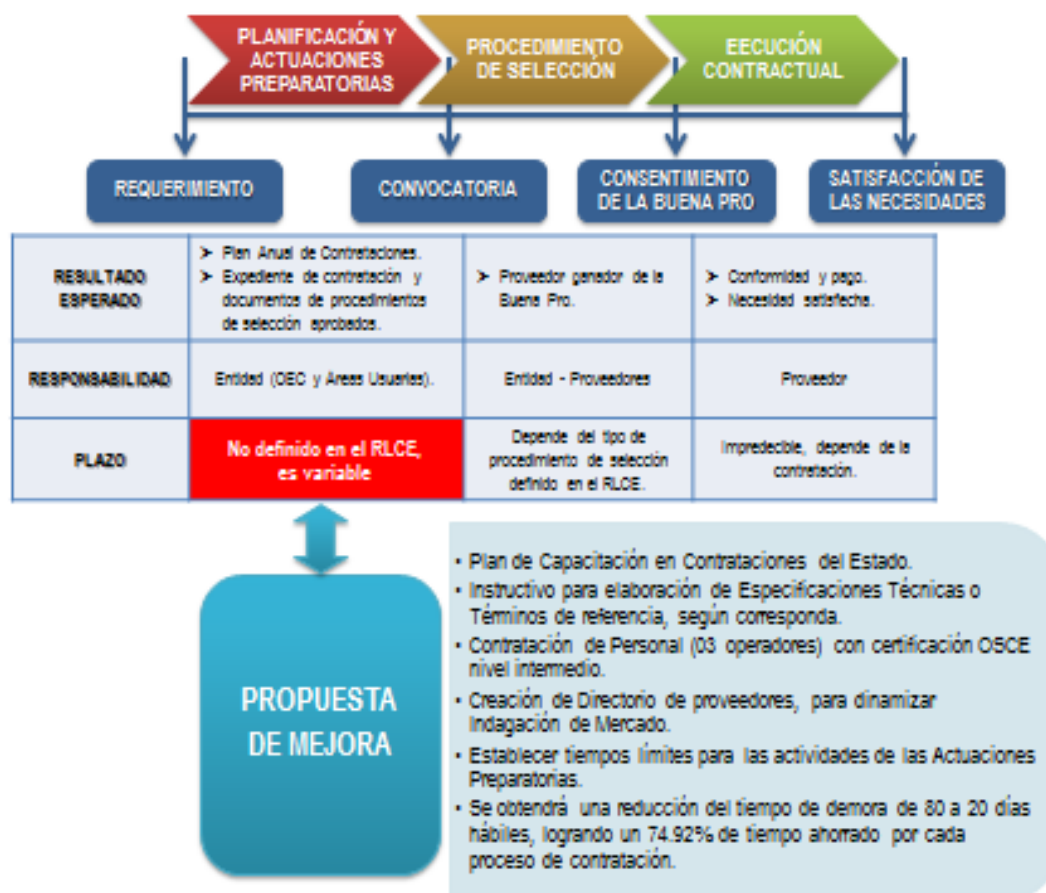 PLANIFICACIÓN Y
ACTUACIONES
PREPARATORIAS
PROCEDIMIENTO
DE SELECCIÓN
EECUCIÓN
CONTRACTUAL
REQUERIMIENTO
CONVOCATORIA
CONSENTIMIENTO
DE LA BUENA PRO
SATISFACCIÓN DE
LAS NECESIDADES
RESULTADO
ESPERADO
➤ Plan Anual de Contrataciones.
➤ Expediente de contratación y
documentos de procedimientos
de selección aprobados.
➤ Proveedor ganador de la
Buena Pro.
➤ Conformidad y pago.
➤ Necesidad satisfecha.
RESPONSABILIDAD
Entidad (OEC y Areas Usuarias).
Entidad - Proveedores
Proveedor
PLAZO
No definido en el RLCE,
es variable
Depende del tipo de
procedimiento de selección
definido en el RLCE.
Impredecible, depende de la
contratación.
PROPUESTA
DE MEJORA
• Plan de Capacitación en Contrataciones del Estado.
• Instructivo para elaboración de Especificaciones Técnicas o
Términos de referencia, según corresponda.
• Contratación de Personal (03 operadores) con certificación OSCE
nivel intermedio.
• Creación de Directorio de proveedores, para dinamizar
Indagación de Mercado.
• Establecer tiempos límites para las actividades de las Actuaciones
Preparatorias.
• Se obtendrá una reducción del tiempo de demora de 80 a 20 días
hábiles, logrando un 74.92% de tiempo ahorrado por cada
proceso de contratación.